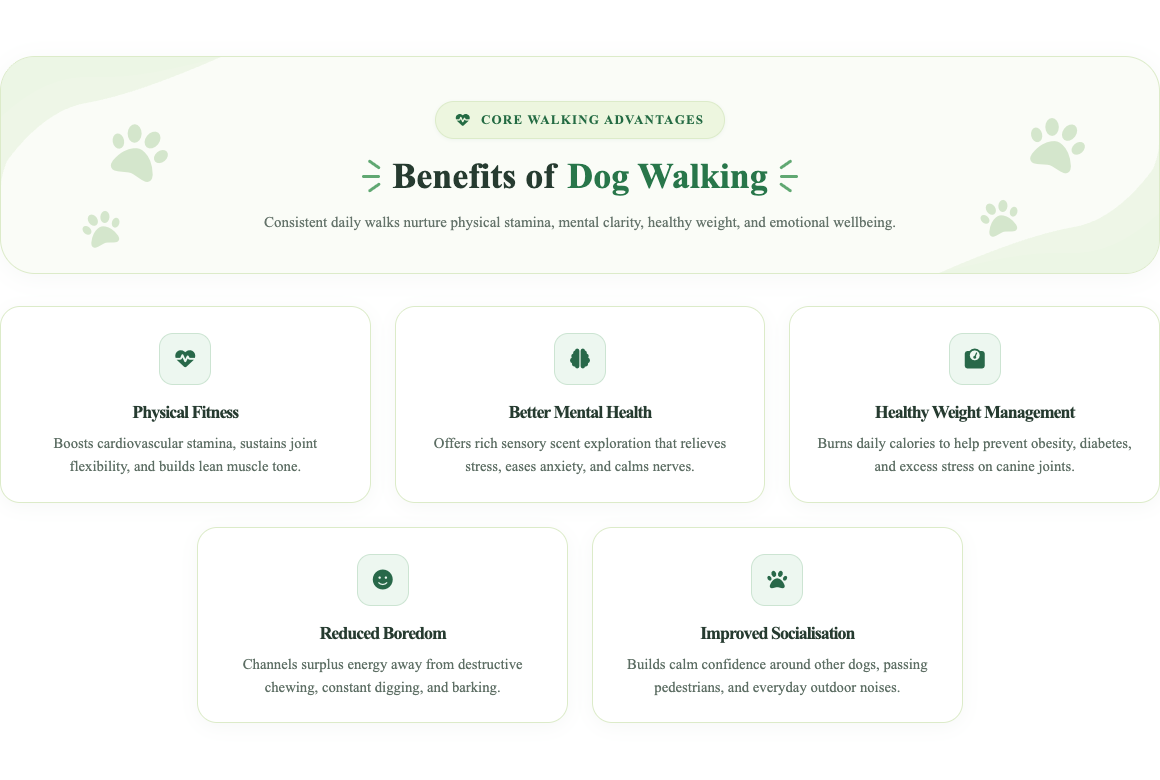 CORE WALKING ADVANTAGES
Benefits of Dog Walking
Consistent daily walks nurture physical stamina, mental clarity, healthy weight, and emotional wellbeing.
Physical Fitness
Boosts cardiovascular stamina, sustains joint
flexibility, and builds lean muscle tone.
Better Mental Health
Offers rich sensory scent exploration that relieves
stress, eases anxiety, and calms nerves.
Healthy Weight Management
Burns daily calories to help prevent obesity, diabetes,
and excess stress on canine joints.
Reduced Boredom
Channels surplus energy away from destructive
chewing, constant digging, and barking.
Improved Socialisation
Builds calm confidence around other dogs, passing
pedestrians, and everyday outdoor noises.